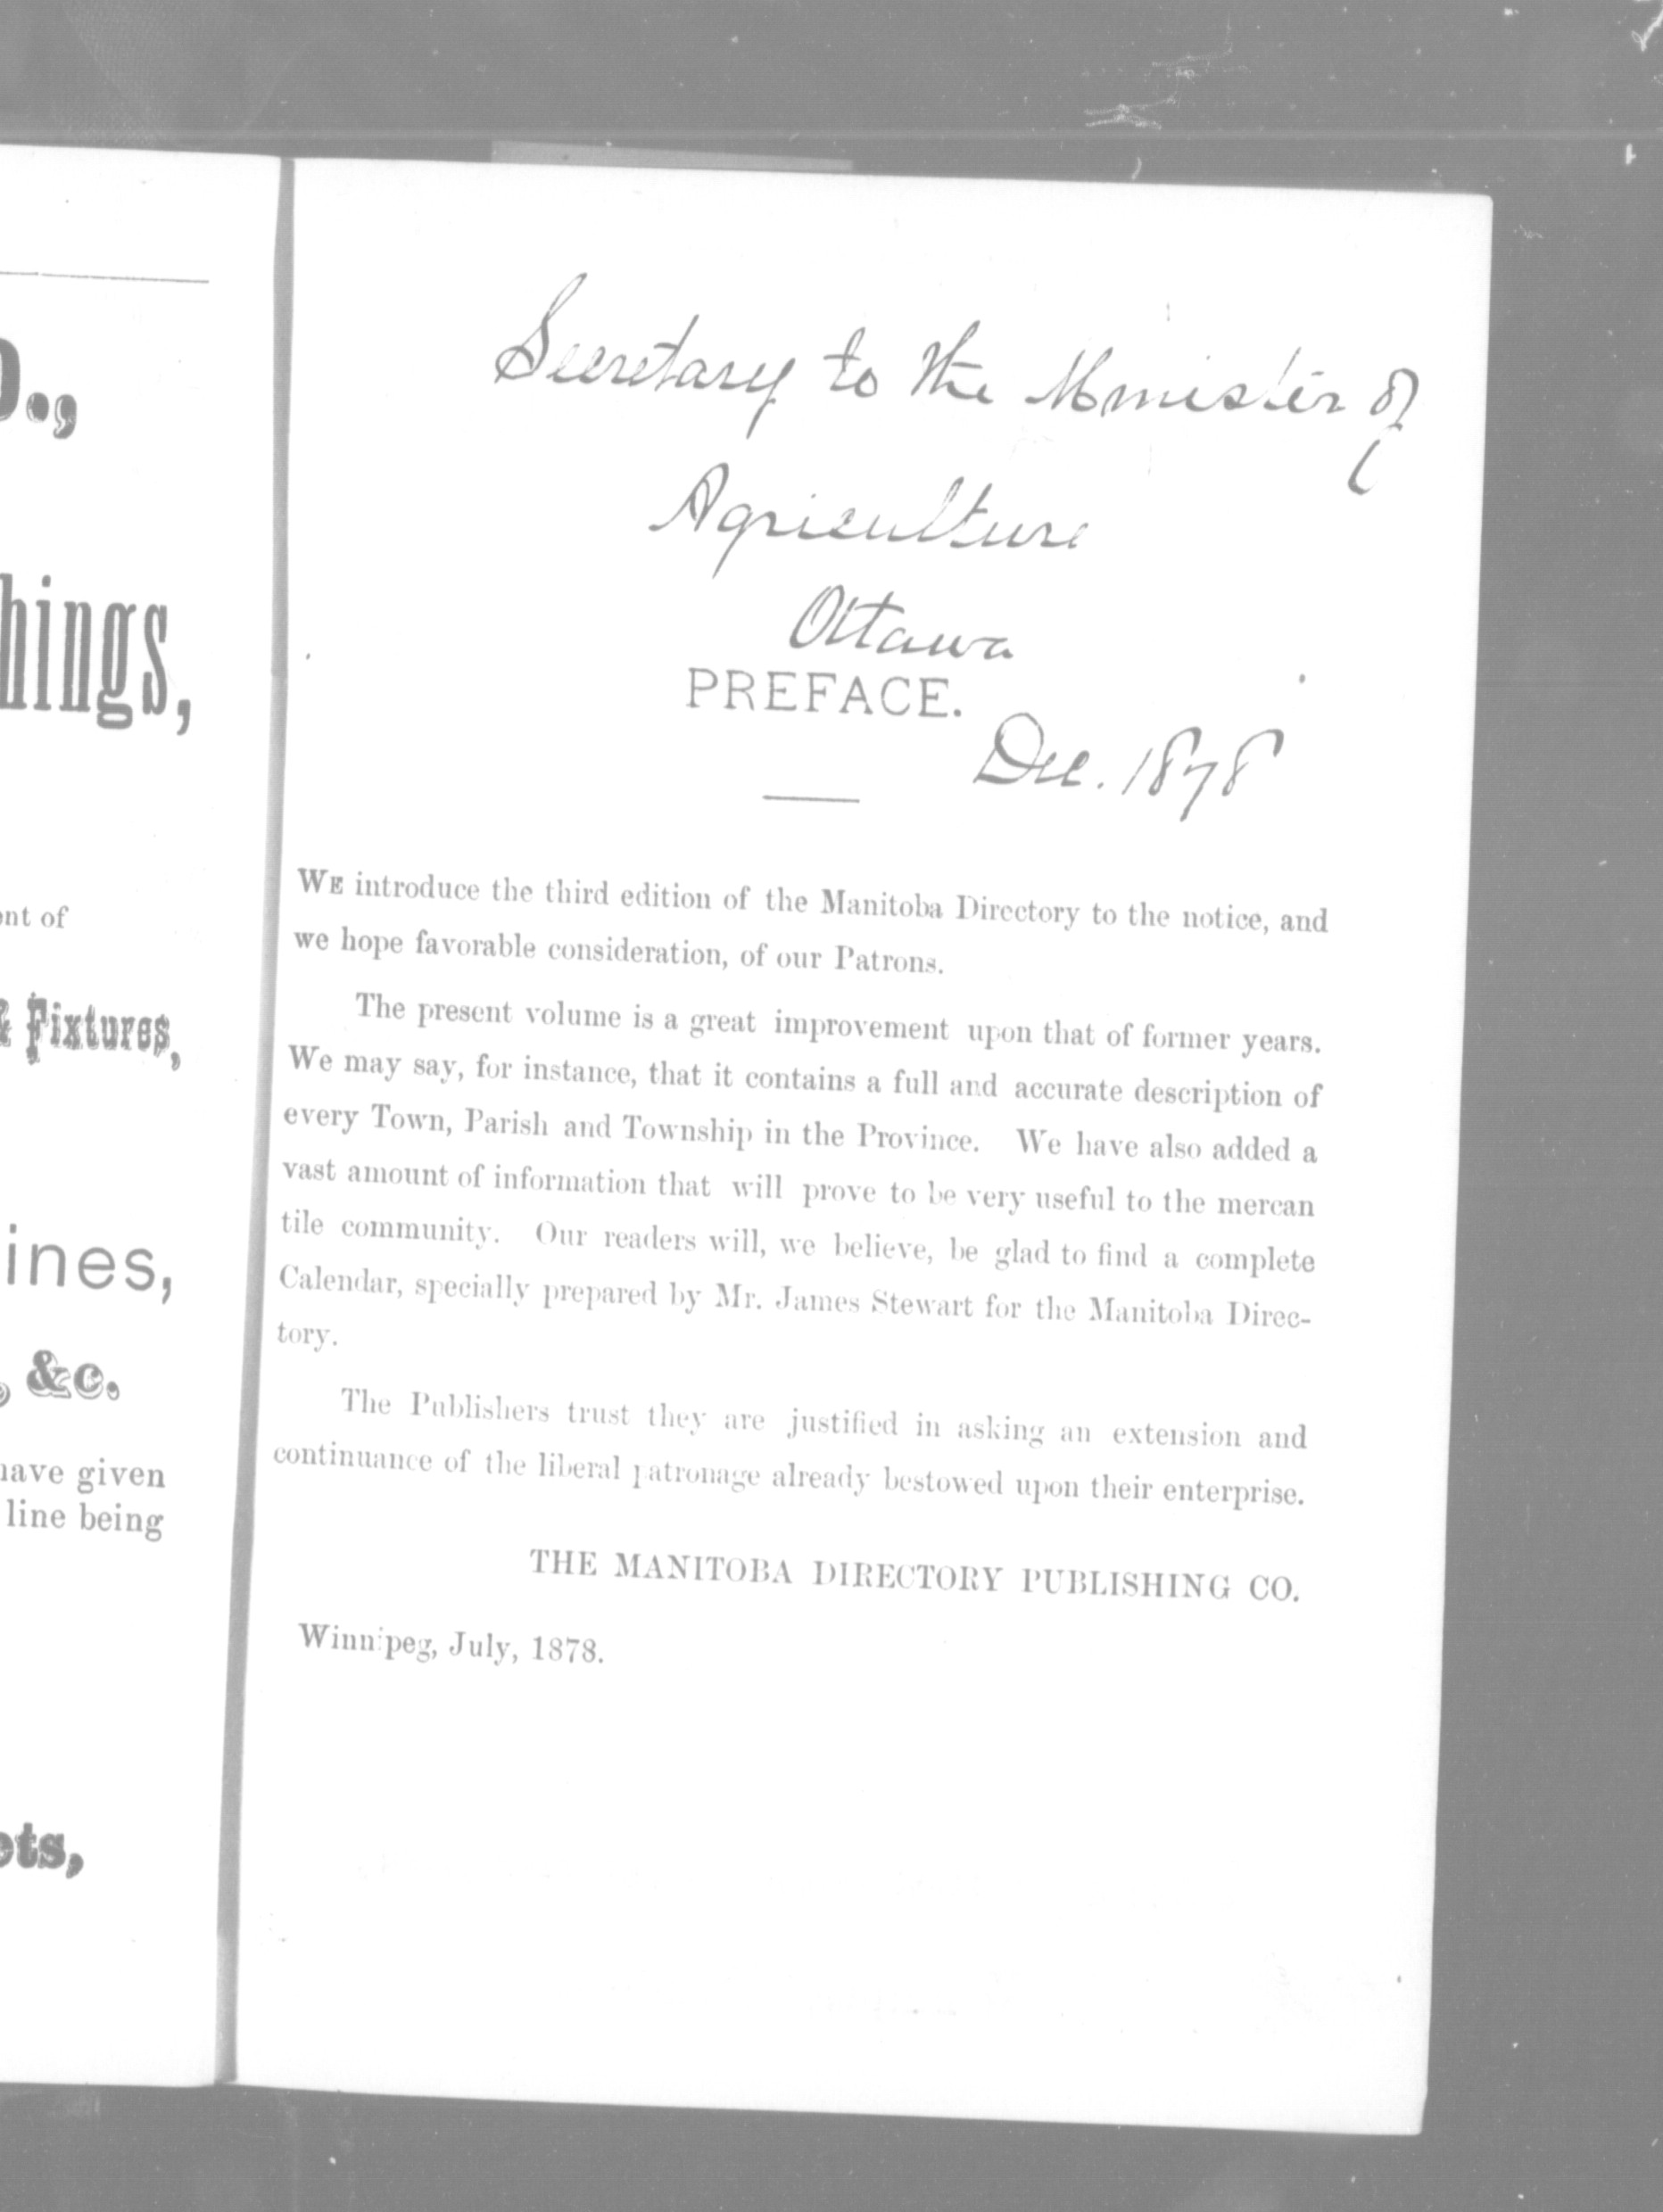 hings,
ent of
& Fixtures,
ines,
, &c.
have given
line being
Secretary to the Minister of
Agriculture
Ottawa
PREFACE.
Dec. 1878
WE introduce the third edition of the Manitoba Directory to the notice, and
we hope favorable consideration, of our Patrons.
The present volume is a great improvement upon that of former years.
We may say, for instance, that it contains a full and accurate description of
every Town, Parish and Township in the Province. We have also added a
vast amount of information that will prove to be very useful to the mercan
tile community. Our readers will, we believe, be glad to find a complete
Calendar, specially prepared by Mr. James Stewart for the Manitoba Direc-
tory.
The Publishers trust they are justified in asking an extension and
continuance of the liberal patronage already bestowed upon their enterprise.
THE MANITOBA DIRECTORY PUBLISHING CO.
Winnipeg, July, 1878.